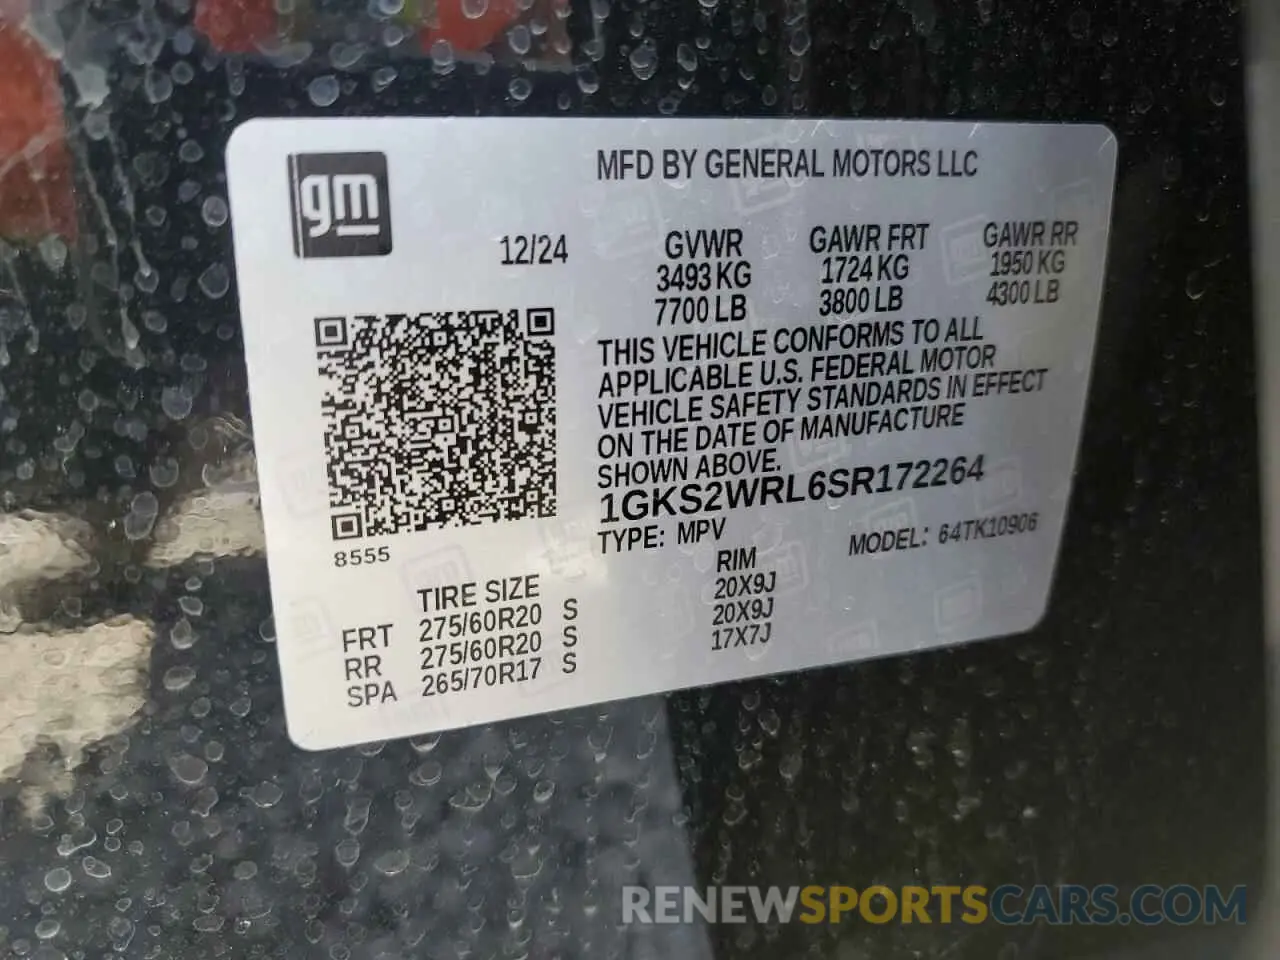 gm
MFD BY GENERAL MOTORS LLC
12/24
GVWR GAWR FRT GAWR RR
3493 KG 1724 KG 1950 KG
7700 LB 3800 LB 4300 LB
THIS VEHICLE CONFORMS TO ALL
APPLICABLE U.S. FEDERAL MOTOR
VEHICLE SAFETY STANDARDS IN EFFECT
ON THE DATE OF MANUFACTURE
SHOWN ABOVE.
1GKS2WRL6SR172264
TYPE: MPV MODEL: 64TK10906
8555
TIRE SIZE RIM
FRT 275/60R20 S 20X9J
RR 275/60R20 S 20X9J
SPA 265/70R17 S 17X7J
RENEWSPORTSCARS.COM